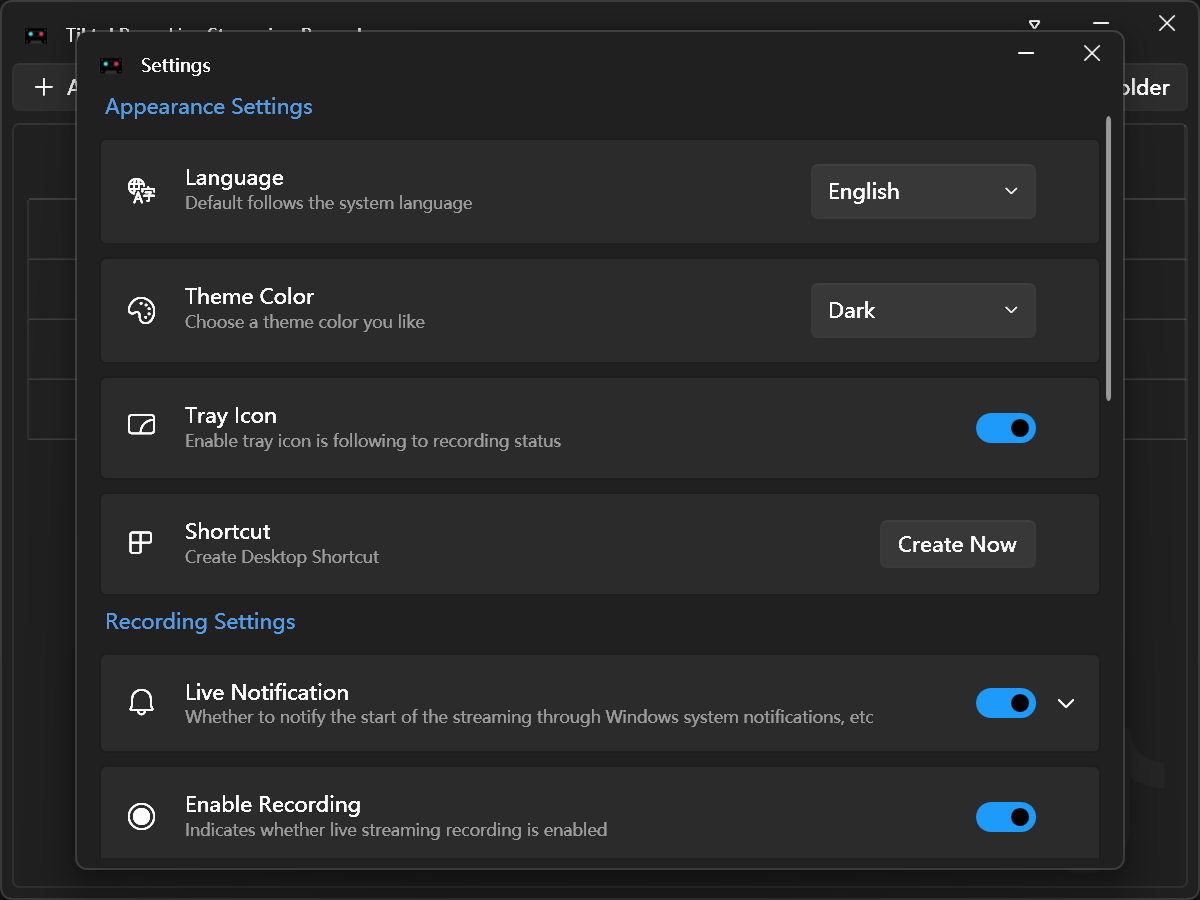 Settings
Appearance Settings
Language
Default follows the system language
English
Theme Color
Choose a theme color you like
Dark
Tray Icon
Enable tray icon is following to recording status
Shortcut
Create Desktop Shortcut
Create Now
Recording Settings
Live Notification
Whether to notify the start of the streaming through Windows system notifications, etc
Enable Recording
Indicates whether live streaming recording is enabled